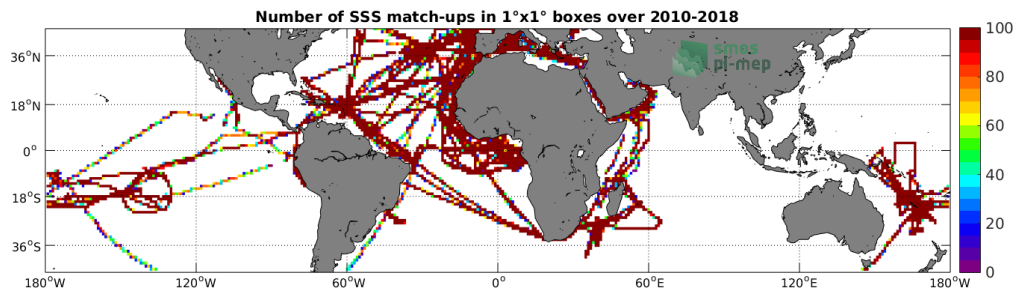 Number of SSS match-ups in 1°x1° boxes over 2010-2018
36°N
18°N
0°
18°S
36°S
180°W
120°W
60°W
0°
60°E
120°E
180°W
100
80
60
40
20
0
smos
pi-mep